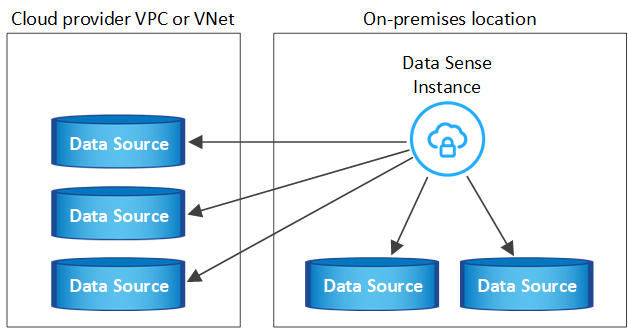 Cloud provider VPC or VNet
Data Source
Data Source
Data Source
On-premises location
Data Sense
Instance
Data Source
Data Source